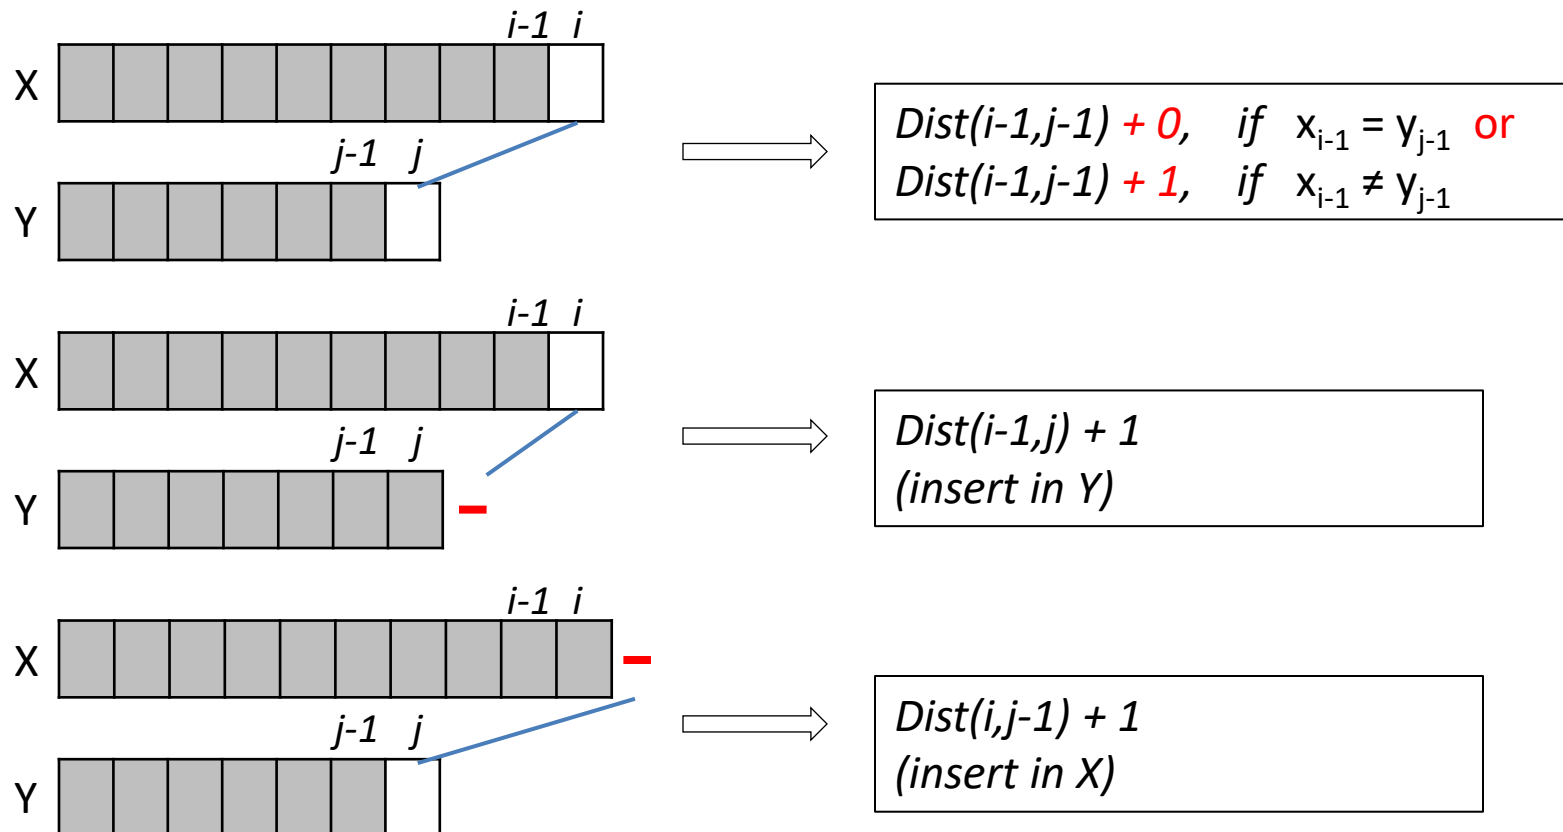 i-1 i
X
j-1 j
Y
Dist(i-1,j-1) + 0, if x_{i-1} = y_{j-1} or
Dist(i-1,j-1) + 1, if x_{i-1} ≠ y_{j-1}
i-1 i
X
j-1 j
Y
Dist(i-1,j) + 1
(insert in Y)
i-1 i
X
j-1 j
Y
Dist(i,j-1) + 1
(insert in X)